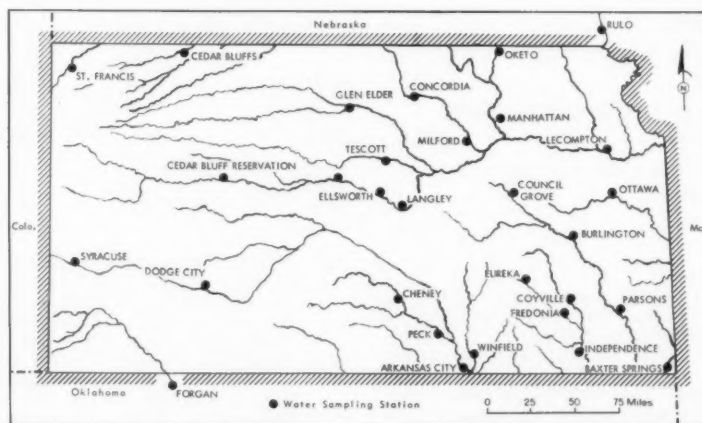 Nebraska
RULO
CEDAR BLUFFS
OKETO
ST. FRANCIS
N
GLEN ELDER
CONCORDIA
MANHATTAN
MILFORD
LECOMPTON
TESCOTT
CEDAR BLUFF RESERVATION
ELLSWORTH
LANGLEY
COUNCIL
GROVE
OTTAWA
Colo.
Mo
BURLINGTON
SYRACUSE
DODGE CITY
EUREKA
CHENEY
COYVILLE
PARSONS
FREDONIA
PECK
WINFIELD
INDEPENDENCE
ARKANSAS CITY
BAXTER SPRINGS
Oklahoma
FORGAN
Water Sampling Station
0 25 50 75 Miles